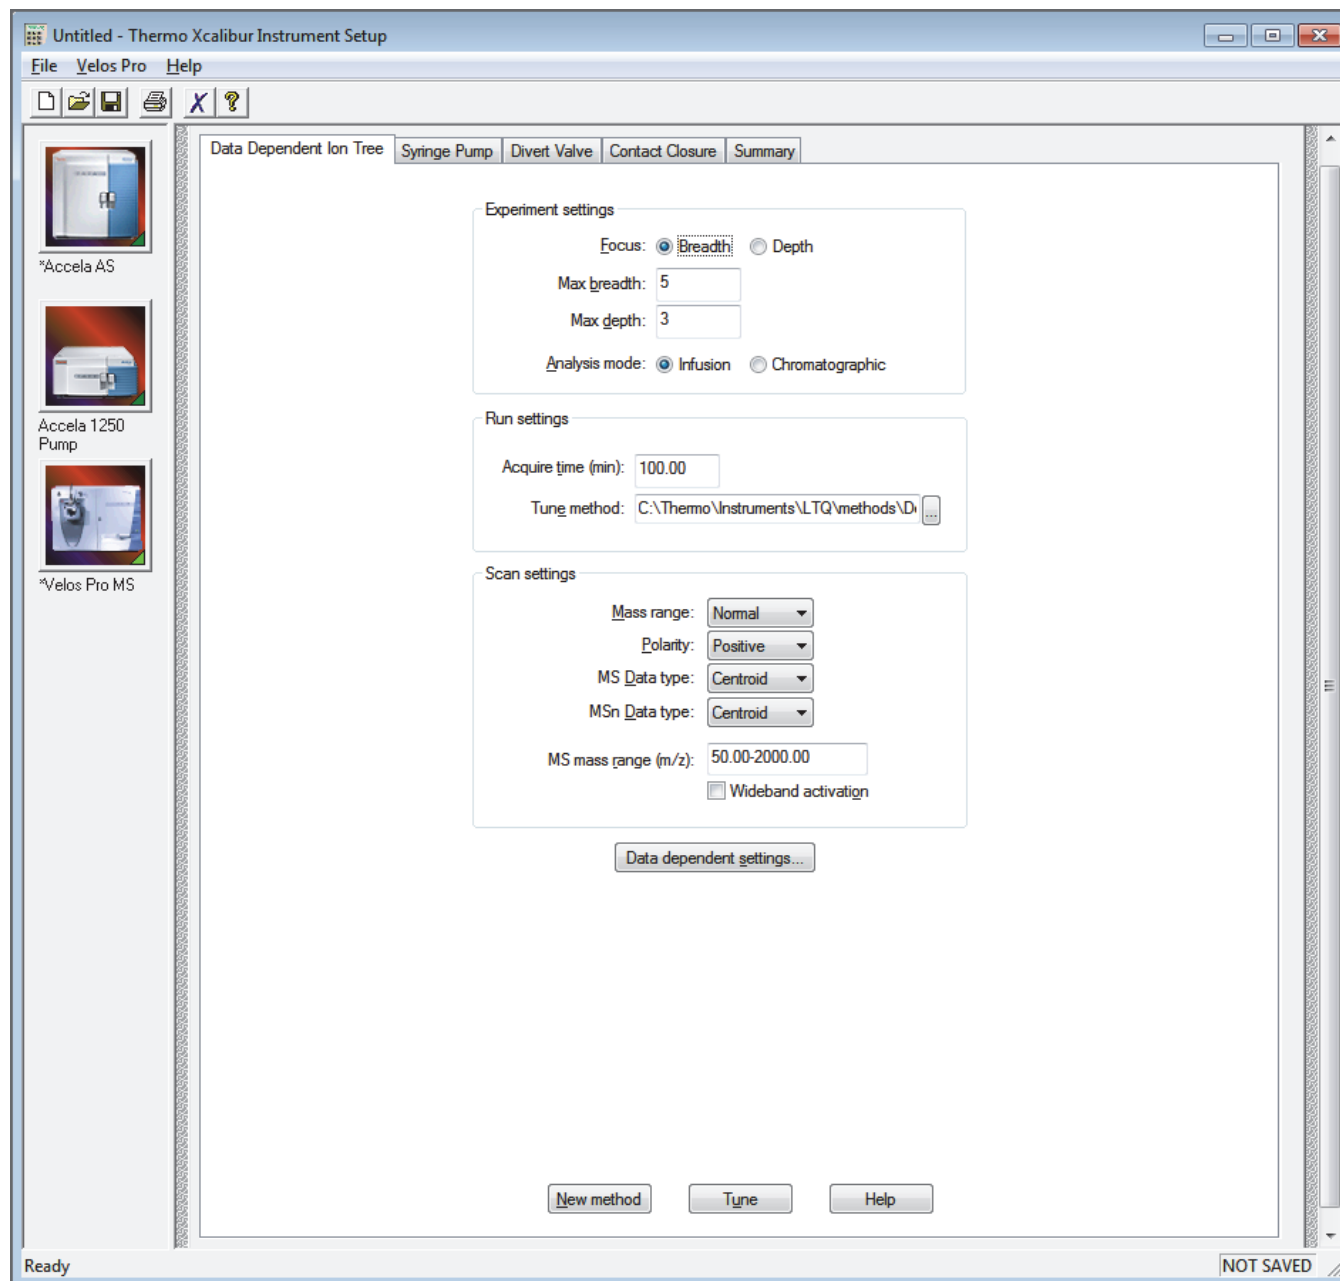 Untitled - Thermo Xcalibur Instrument Setup
File Velos Pro Help
Data Dependent Ion Tree Syringe Pump Divert Valve Contact Closure Summary
*Accela AS
Accela 1250
Pump
*Velos Pro MS
Experiment settings
Focus: Breadth Depth
Max breadth: 5
Max depth: 3
Analysis mode: Infusion Chromatographic
Run settings
Acquire time (min): 100.00
Tune method: C:\Thermo\Instruments\LTQ\methods\D ...
Scan settings
Mass range: Normal
Polarity: Positive
MS Data type: Centroid
MSn Data type: Centroid
MS mass range (m/z): 50.00-2000.00
Wideband activation
Data dependent settings...
New method Tune Help
Ready NOT SAVED